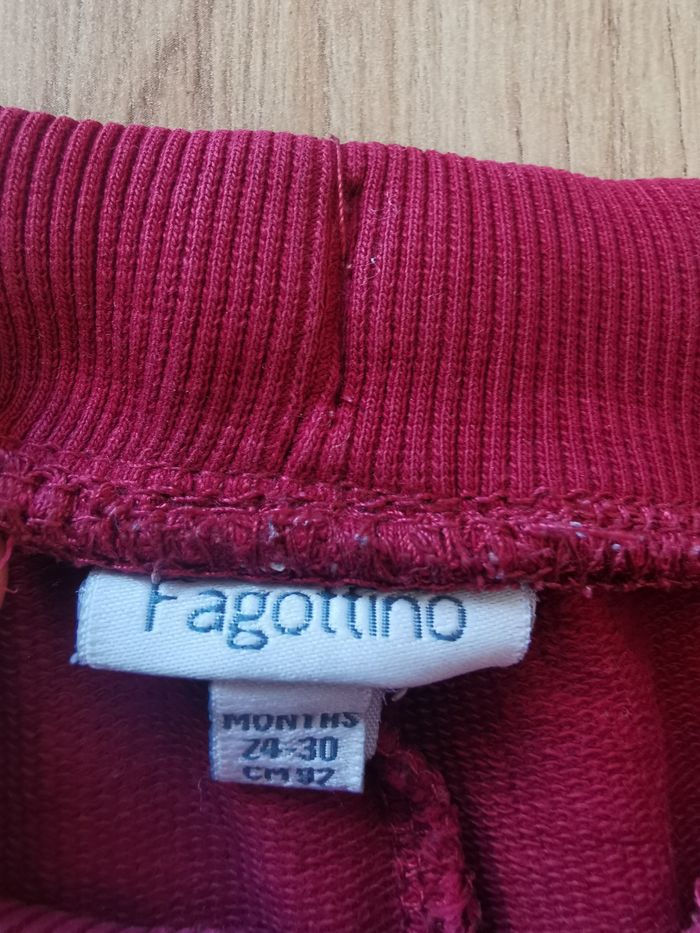 Fagottino
MONTHS
24-30
CM 92